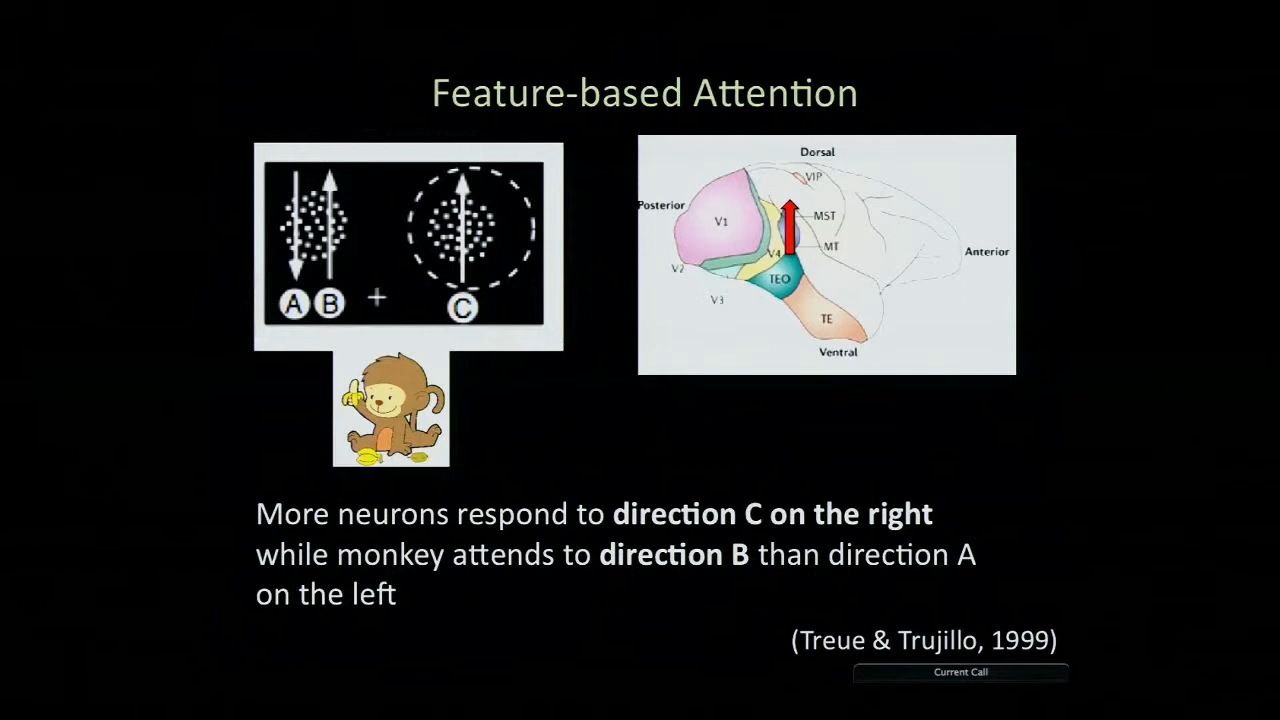 Feature-based Attention
A
B
+
C
Dorsal
VIP
Posterior
V1
MST
MT
V4
Anterior
V2
TEO
V3
TE
Ventral
More neurons respond to direction C on the right
while monkey attends to direction B than direction A
on the left
(Treue & Trujillo, 1999)
Current Call